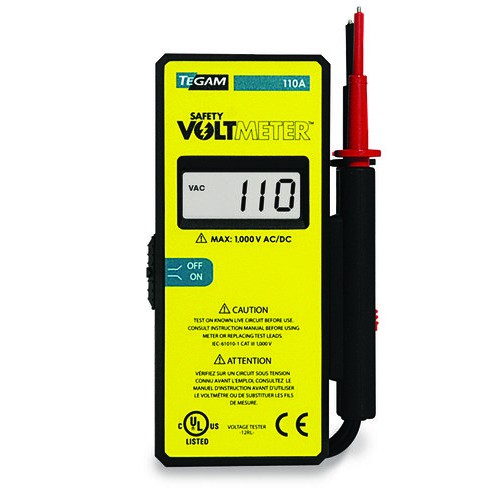 TEGAM
110A
SAFETY
VOLTMETER™
VAC 110
⚠ MAX: 1,000 V AC/DC
OFF
ON
⚠ CAUTION
TEST ON KNOWN LIVE CIRCUIT BEFORE USE.
CONSULT INSTRUCTION MANUAL BEFORE USING
METER OR REPLACING TEST LEADS.
IEC-61010-1 CAT III 1,000 V
⚠ ATTENTION
VÉRIFIEZ SUR UN CIRCUIT SOUS TENSION
CONNU AVANT L'EMPLOI. CONSULTEZ LE
MANUEL D'INSTRUCTION AVANT D'UTILISER
LE VOLTMÈTRE OU DE SUBSTITUER LES FILS
DE MESURE.
C UL US
LISTED
VOLTAGE TESTER
-12RL-
CE